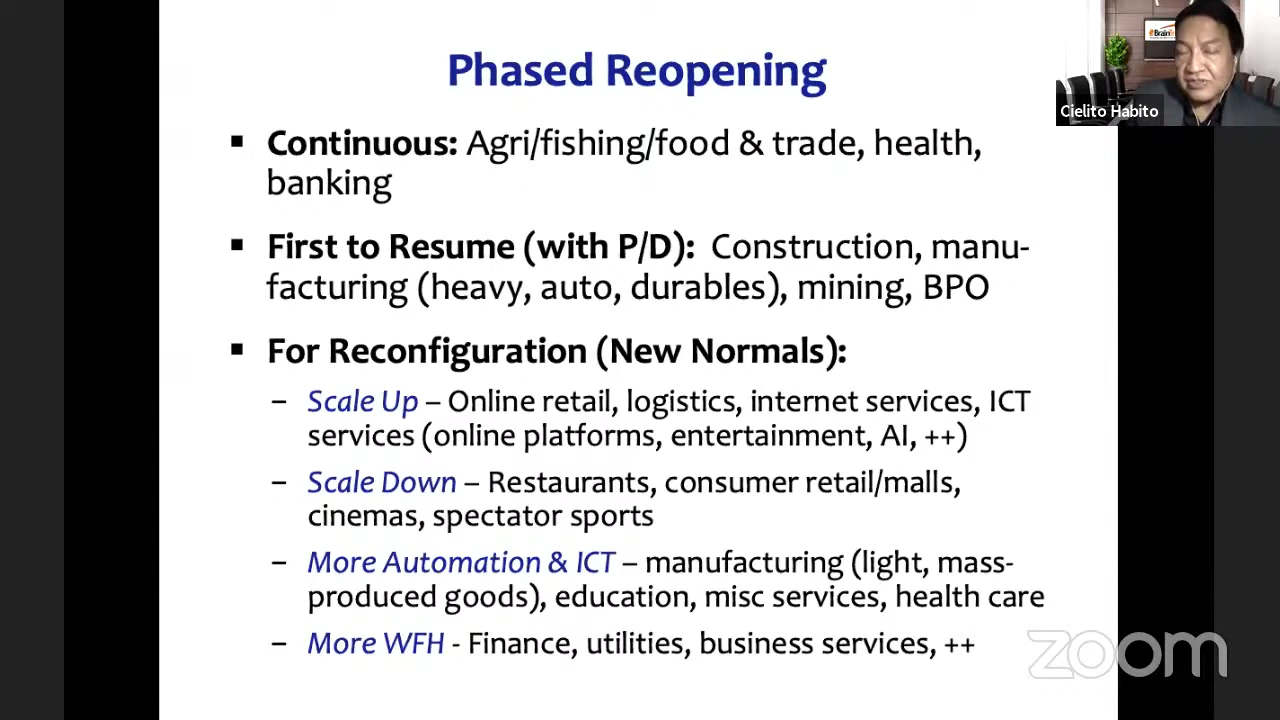 Phased Reopening
▪ Continuous: Agri/fishing/food & trade, health,
banking
▪ First to Resume (with P/D): Construction, manu-
facturing (heavy, auto, durables), mining, BPO
▪ For Reconfiguration (New Normals):
– Scale Up – Online retail, logistics, internet services, ICT
services (online platforms, entertainment, AI, ++)
– Scale Down – Restaurants, consumer retail/malls,
cinemas, spectator sports
– More Automation & ICT – manufacturing (light, mass-
produced goods), education, misc services, health care
– More WFH - Finance, utilities, business services, ++
Cielito Habito
zoom